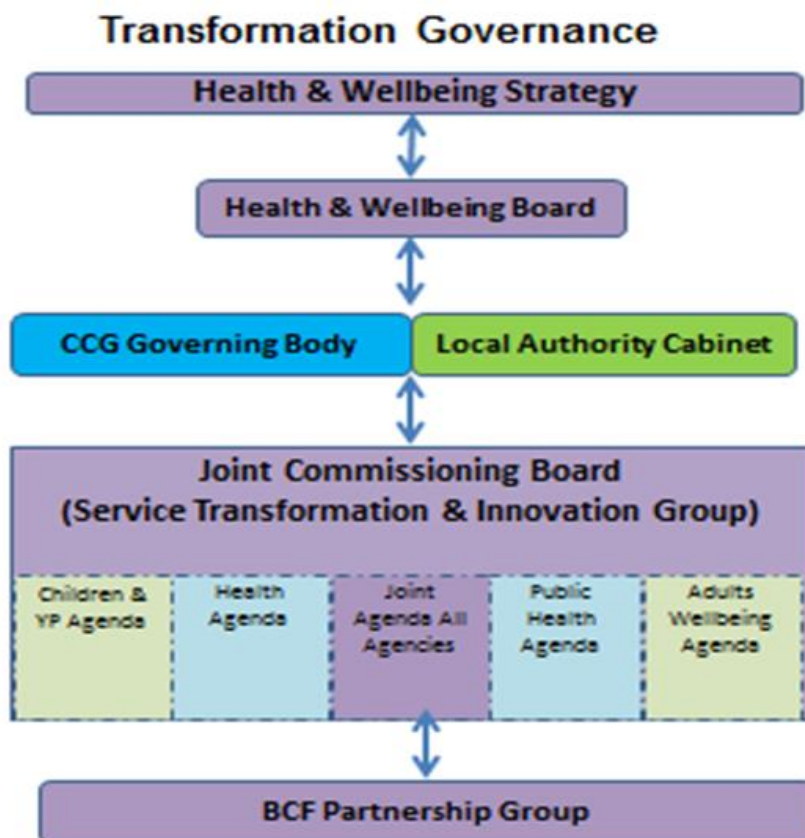 Transformation Governance
Health & Wellbeing Strategy
Health & Wellbeing Board
CCG Governing Body
Local Authority Cabinet
Joint Commissioning Board
(Service Transformation & Innovation Group)
Children &
YP Agenda
Health
Agenda
Joint
Agenda All
Agencies
Public
Health
Agenda
Adults
Wellbeing
Agenda
BCF Partnership Group